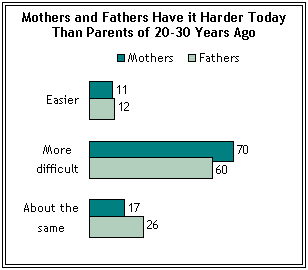 Mothers and Fathers Have it Harder Today
Than Parents of 20-30 Years Ago
Mothers Fathers
Easier
11
12
More
difficult
70
60
About the
same
17
26